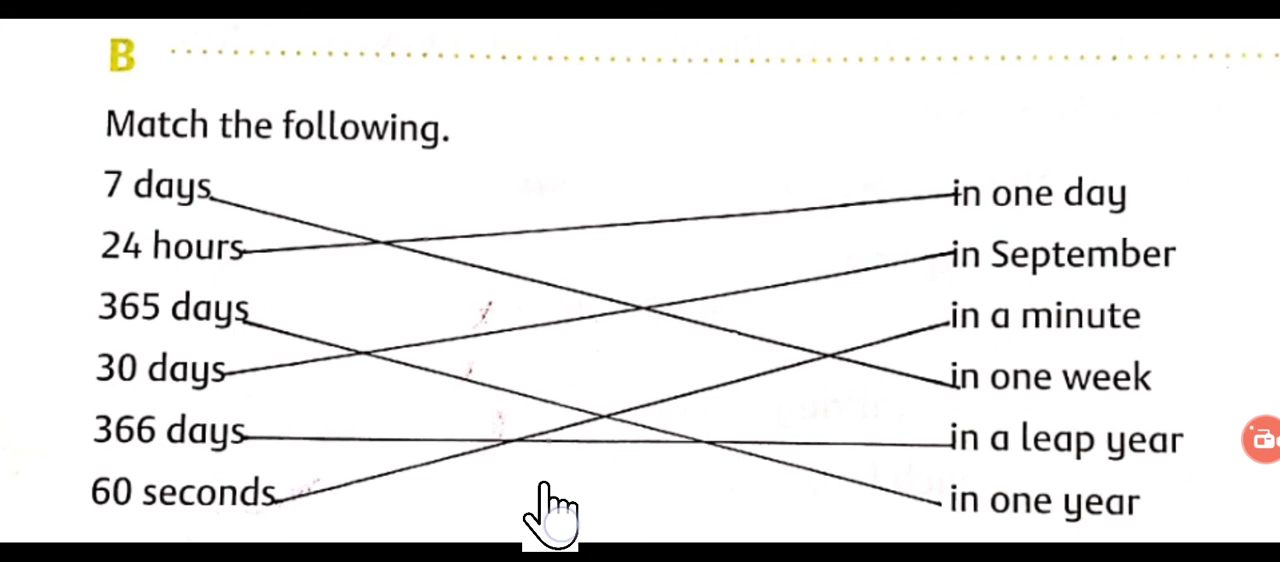 B
Match the following.
7 days in one day
24 hours in September
365 days in a minute
30 days in one week
366 days in a leap year
60 seconds in one year